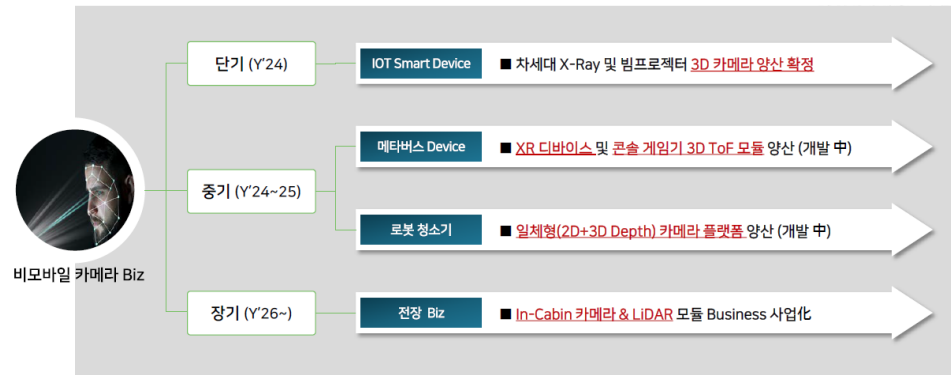 단기 (Y'24)
IOT Smart Device
■ 차세대 X-Ray 및 빔프로젝터 3D 카메라 양산 확정
메타버스 Device
■ XR 디바이스 및 콘솔 게임기 3D ToF 모듈 양산 (개발 中)
중기 (Y'24~25)
로봇 청소기
■ 일체형(2D+3D Depth) 카메라 플랫폼 양산 (개발 中)
비모바일 카메라 Biz
장기 (Y'26~)
전장 Biz
■ In-Cabin 카메라 & LiDAR 모듈 Business 사업化